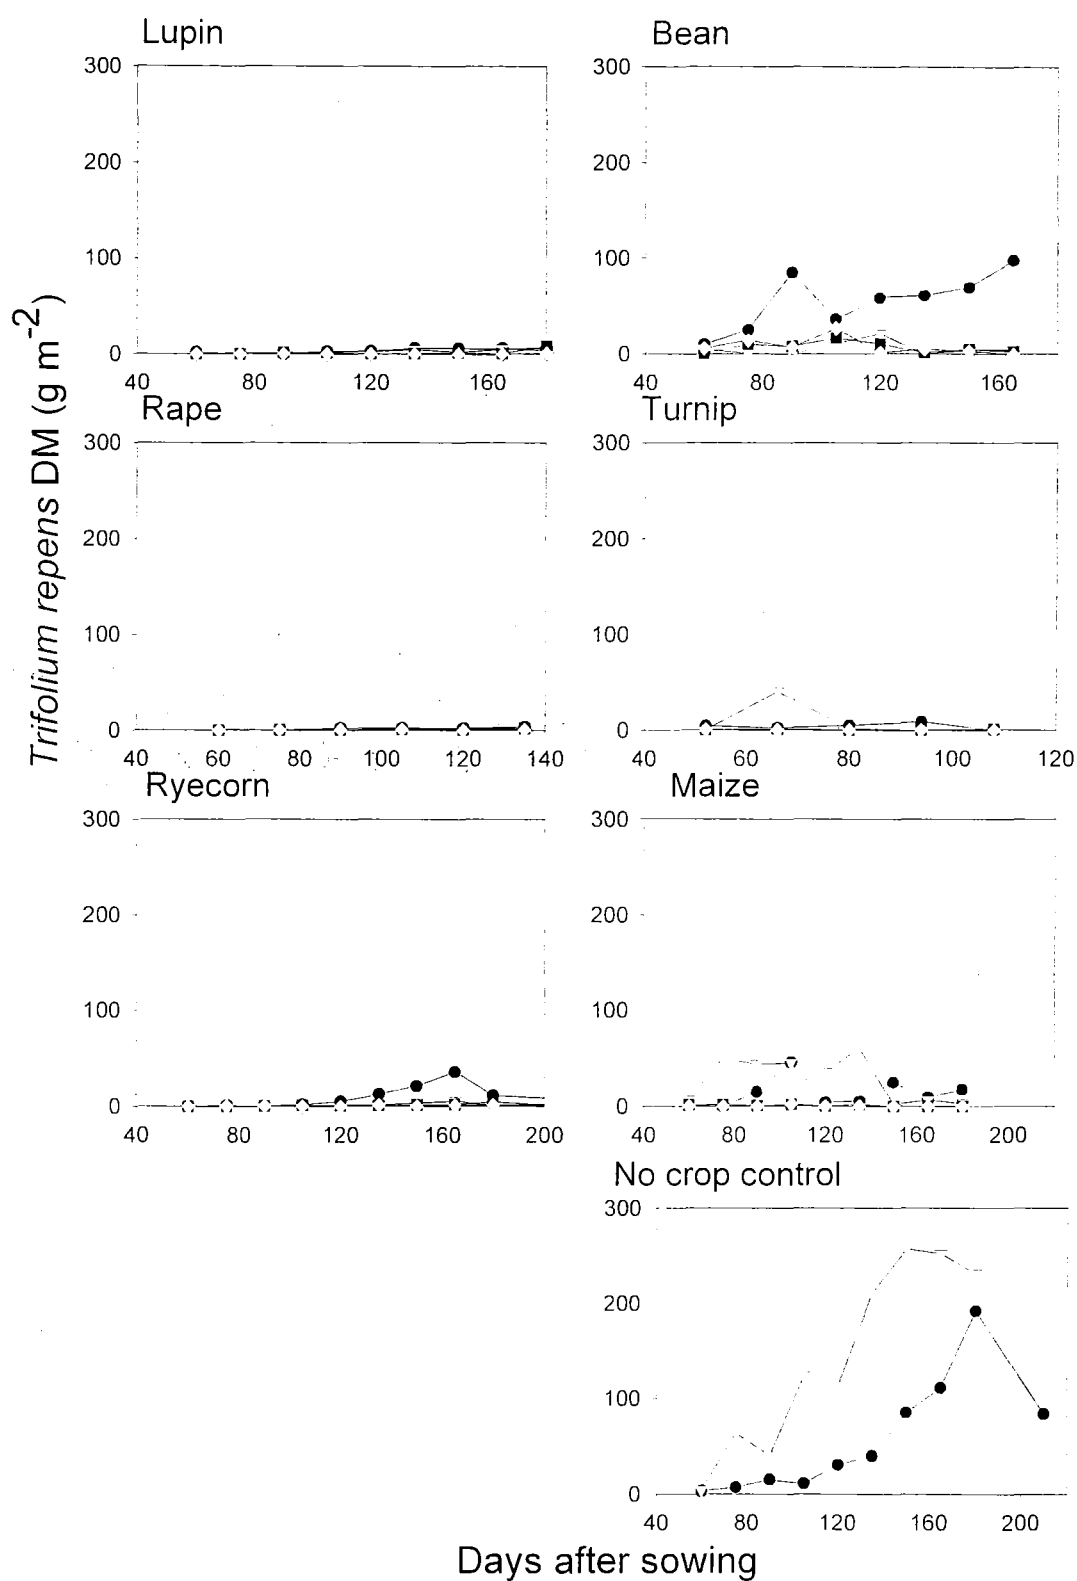 Trifolium repens DM (g m-2)
Lupin
300
200
100
0
40 80 120 160
Bean
300
200
100
0
40 80 120 160
Rape
300
200
100
0
40 60 80 100 120 140
Turnip
300
200
100
0
40 60 80 100 120
Ryecorn
300
200
100
0
40 80 120 160 200
Maize
300
200
100
0
40 80 120 160 200
No crop control
300
200
100
0
40 80 120 160 200
Days after sowing